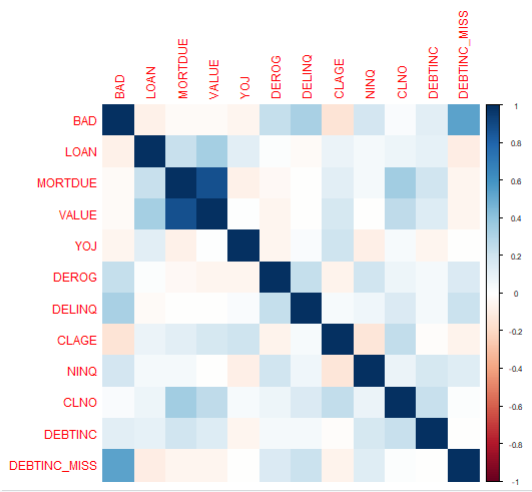 BAD
LOAN
MORTDUE
VALUE
YOJ
DEROG
DELINQ
CLAGE
NINQ
CLNO
DEBTINC
DEBTINC_MISS
BAD
LOAN
MORTDUE
VALUE
YOJ
DEROG
DELINQ
CLAGE
NINQ
CLNO
DEBTINC
DEBTINC_MISS
1
0.8
0.6
0.4
0.2
0
-0.2
-0.4
-0.6
-0.8
-1